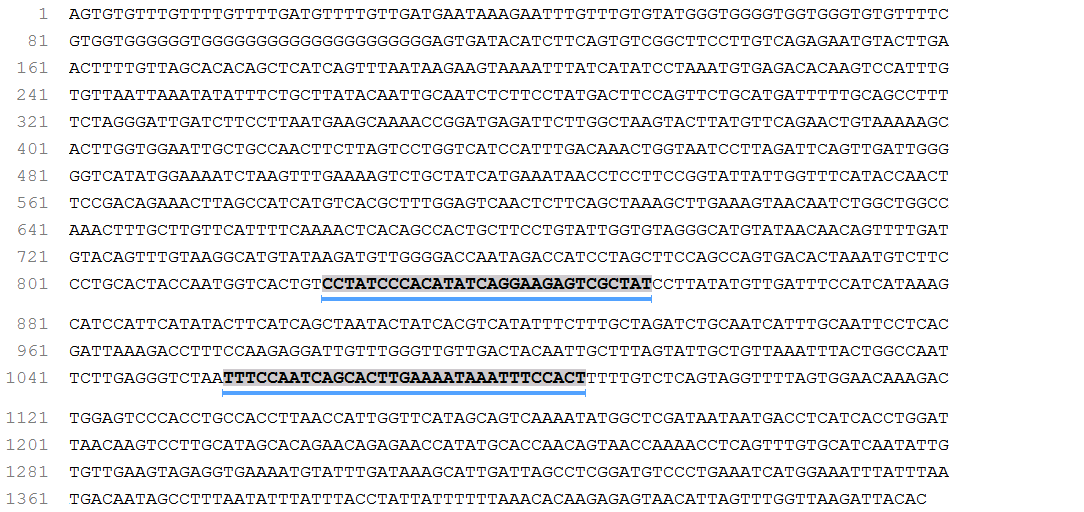 1 AGTGTGTTTGTTTTGTTTTGATGTTTTGTTGATGAATAAAGAATTTGTTTGTGTATGGGTGGGGTGGTGGGTGTGTTTTC
81 GTGGTGGGGGGTGGGGGGGGGGGGGGGGGGGGGAGTGATACATCTTCAGTGTCGGCTTCCTTGTCAGAGAATGTACTTGA
161 ACTTTTGTTAGCACACAGCTCATCAGTTTAATAAGAAGTAAAATTTATCATATCCTAAATGTGAGACACAAGTCCATTTG
241 TGTTAATTAAATATATTTCTGCTTATACAATTGCAATCTCTTCCTATGACTTCCAGTTCTGCATGATTTTTGCAGCCTTT
321 TCTAGGGATTGATCTTCCTTAATGAAGCAAAACCGGATGAGATTCTTGGCTAAGTACTTATGTTCAGAACTGTAAAAAGC
401 ACTTGGTGGAATTGCTGCCAACTTCTTAGTCCTGGTCATCCATTTGACAAACTGGTAATCCTTAGATTCAGTTGATTGGG
481 GGTCATATGGAAAATCTAAGTTTGAAAAGTCTGCTATCATGAAATAACCTCCTTCCGGTATTATTGGTTTCATACCAACT
561 TCCGACAGAAACTTAGCCATCATGTCACGCTTTGGAGTCAACTCTTCAGCTAAAGCTTGAAAGTAACAATCTGGCTGGCC
641 AAACTTTGCTTGTTCATTTTCAAAACTCACAGCCACTGCTTCCTGTATTGGTGTAGGGCATGTATAACAACAGTTTTGAT
721 GTACAGTTTGTAAGGCATGTATAAGATGTTGGGGACCAATAGACCATCCTAGCTTCCAGCCAGTGACACTAAATGTCTTC
801 CCTGCACTACCAATGGTCACTGTCCTATCCCACATATCAGGAAGAGTCGCTATCCTTATATGTTGATTTCCATCATAAAG
881 CATCCATTCATATACTTCATCAGCTAATACTATCACGTCATATTTCTTTGCTAGATCTGCAATCATTTGCAATTCCTCAC
961 GATTAAAGACCTTTCCAAGAGGATTGTTTGGGTTGTTGACTACAATTGCTTTAGTATTGCTGTTAAATTTACTGGCCAAT
1041 TCTTGAGGGTCTAATTTCCAATCAGCACTTGAAAATAAATTTCCACTTTTTGTCTCAGTAGGTTTTAGTGGAACAAAGAC
1121 TGGAGTCCCACCTGCCACCTTAACCATTGGTTCATAGCAGTCAAAATATGGCTCGATAATAATGACCTCATCACCTGGAT
1201 TAACAAGTCCTTGCATAGCACAGAACAGAGAACCATATGCACCAACAGTAACCAAAACCTCAGTTTGTGCATCAATATTG
1281 TGTTGAAGTAGAGGTGAAAATGTATTTGATAAAGCATTGATTAGCCTCGGATGTCCCTGAAATCATGGAAATTTATTTAA
1361 TGACAATAGCCTTTAATATTTATTTACCTATTATTTTTTAAACACAAGAGAGTAACATTAGTTTGGTTAAGATTACAC